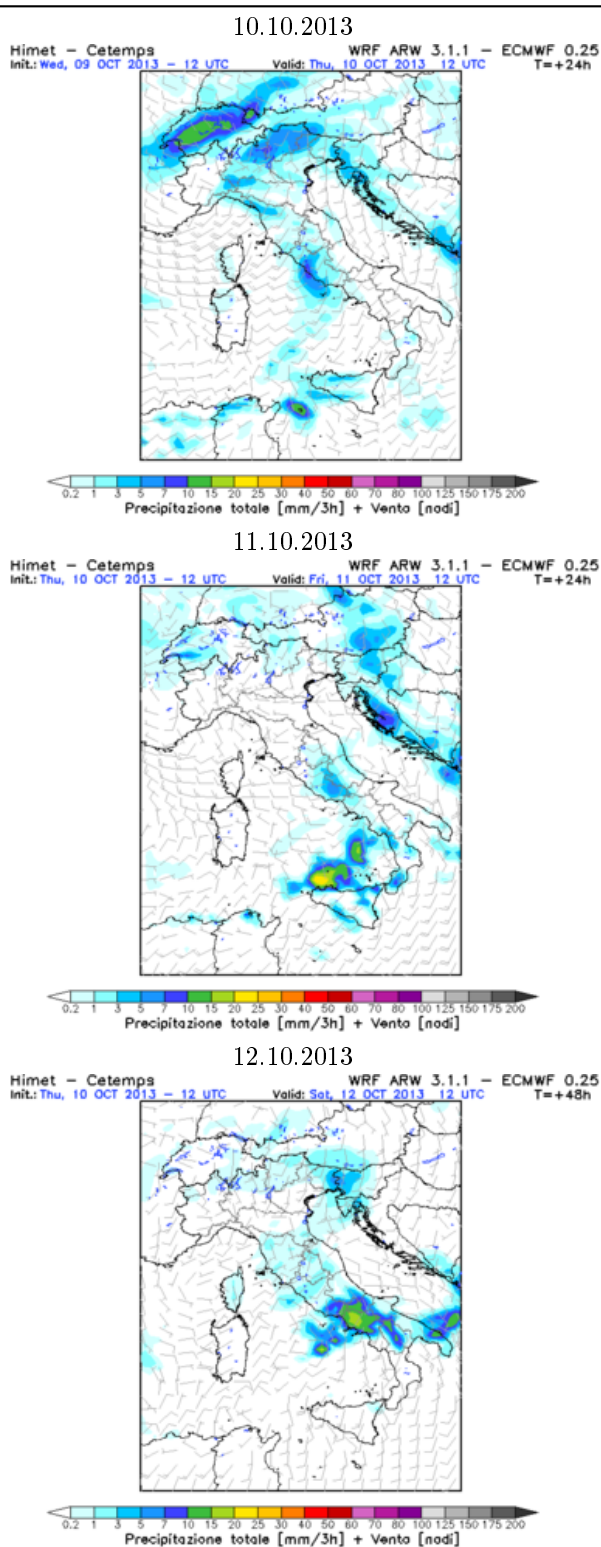 10.10.2013
Himet – Cetemps WRF ARW 3.1.1 – ECMWF 0.25
Init.: Wed, 09 OCT 2013 – 12 UTC Valid: Thu, 10 OCT 2013 12 UTC T=+24h
0.2 1 3 5 7 10 15 20 25 30 40 50 60 70 80 100 125 150 175 200
Precipitazione totale [mm/3h] + Vento [nodi]
11.10.2013
Himet – Cetemps WRF ARW 3.1.1 – ECMWF 0.25
Init.: Thu, 10 OCT 2013 – 12 UTC Valid: Fri, 11 OCT 2013 12 UTC T=+24h
0.2 1 3 5 7 10 15 20 25 30 40 50 60 70 80 100 125 150 175 200
Precipitazione totale [mm/3h] + Vento [nodi]
12.10.2013
Himet – Cetemps WRF ARW 3.1.1 – ECMWF 0.25
Init.: Thu, 10 OCT 2013 – 12 UTC Valid: Sat, 12 OCT 2013 12 UTC T=+48h
0.2 1 3 5 7 10 15 20 25 30 40 50 60 70 80 100 125 150 175 200
Precipitazione totale [mm/3h] + Vento [nodi]